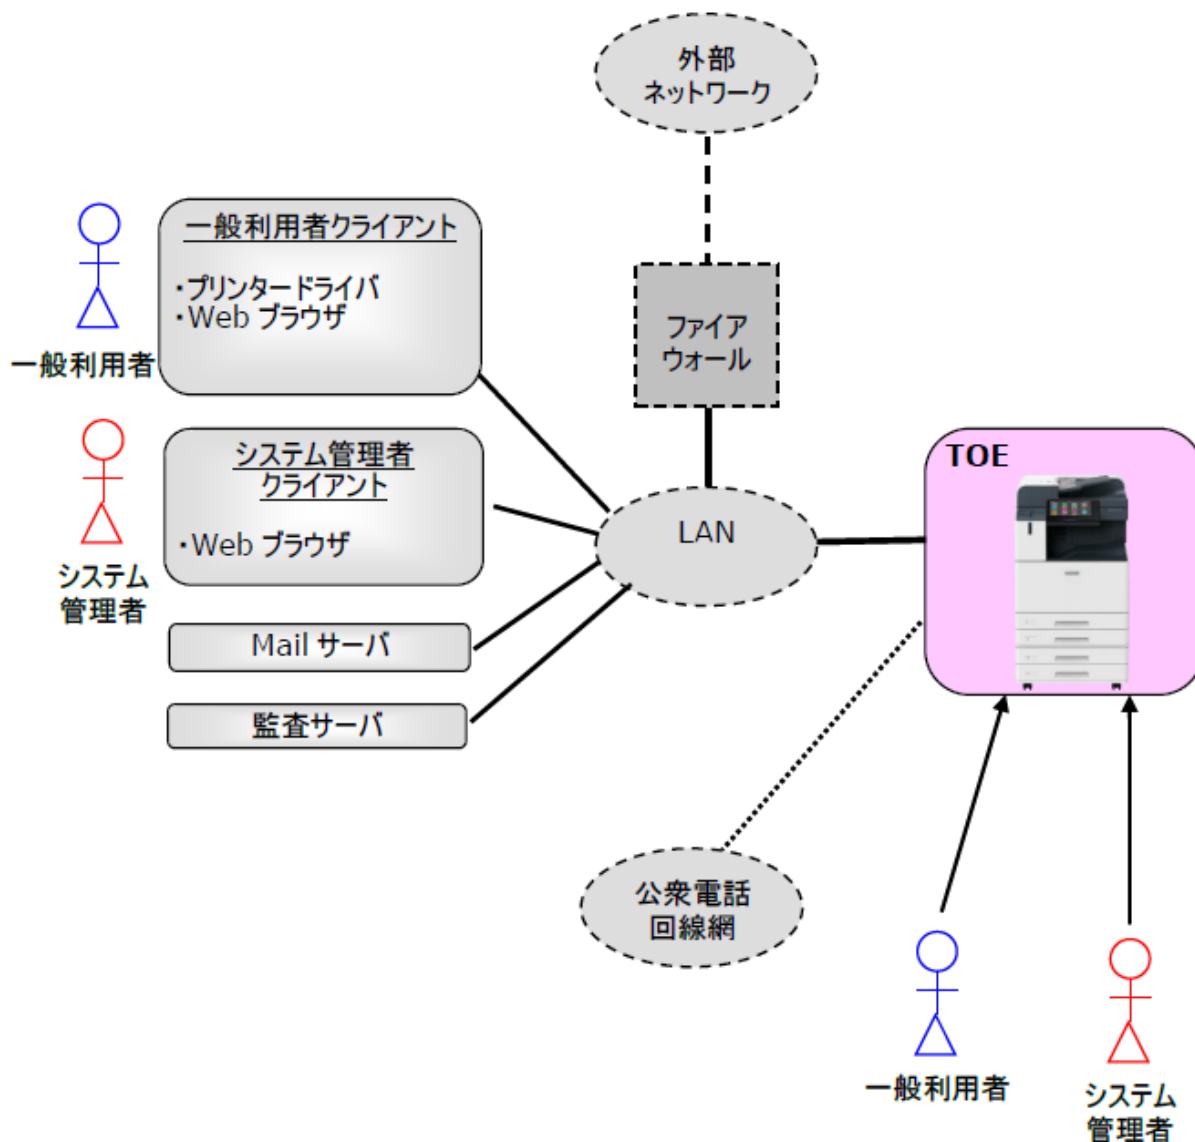 外部
ネットワーク
一般利用者クライアント
・プリンタードライバ
・Web ブラウザ
一般利用者
ファイア
ウォール
システム管理者
クライアント
・Web ブラウザ
システム
管理者
LAN
TOE
Mail サーバ
監査サーバ
公衆電話
回線網
一般利用者
システム
管理者